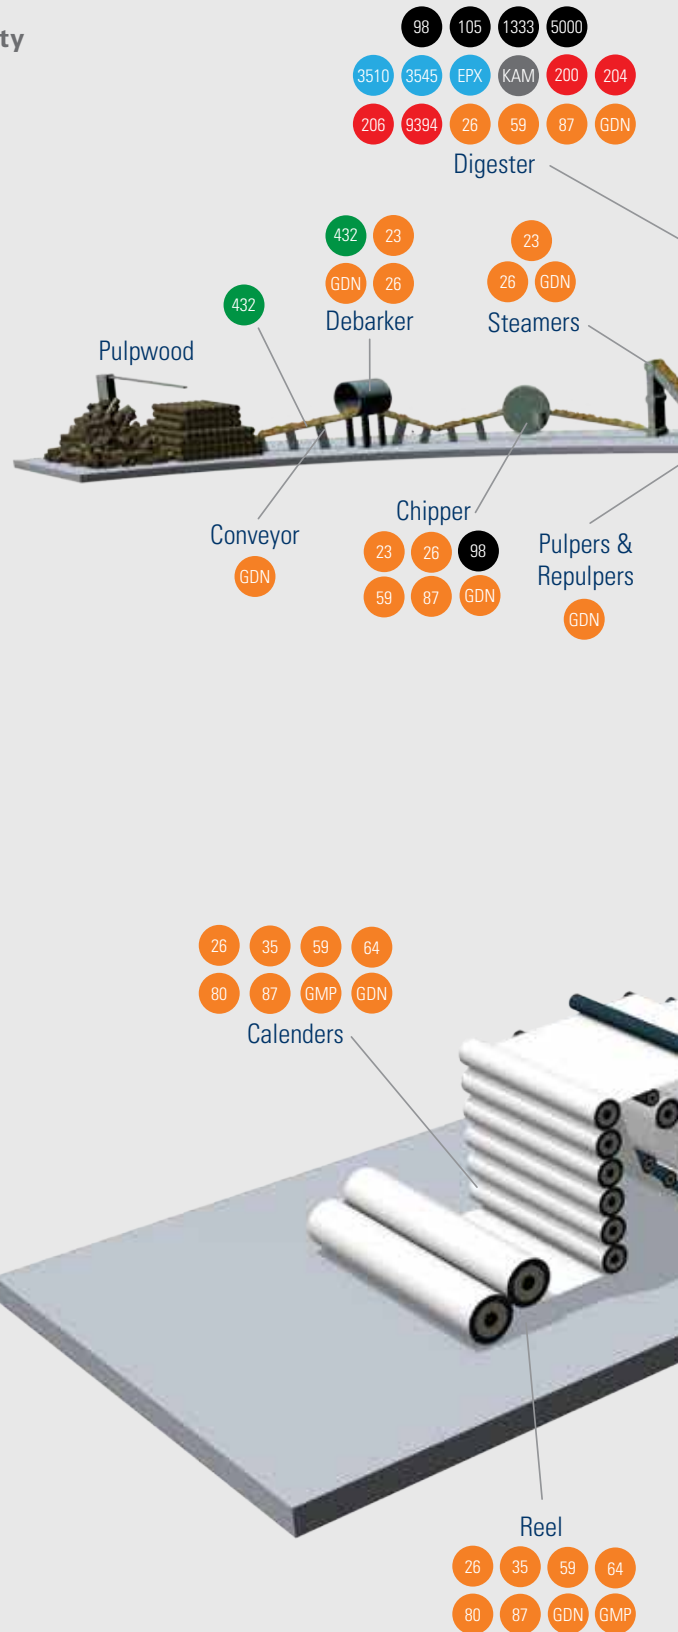 ty
98 105 1333 5000
3510 3545 EPX KAM 200 204
206 9394 26 59 87 GDN
Digester
432 23
GDN 26
Debarker
23
26 GDN
Steamers
432
Pulpwood
Conveyor
GDN
Chipper
23 26 98
59 87 GDN
Pulpers &
Repulpers
GDN
26 35 59 64
80 87 GMP GDN
Calenders
Reel
26 35 59 64
80 87 GDN GMP